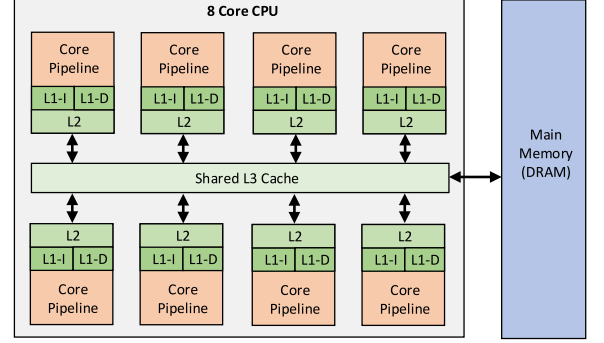 8 Core CPU
Core
Pipeline
L1-I L1-D
L2
Core
Pipeline
L1-I L1-D
L2
Core
Pipeline
L1-I L1-D
L2
Core
Pipeline
L1-I L1-D
L2
Shared L3 Cache
L2
L1-I L1-D
Core
Pipeline
L2
L1-I L1-D
Core
Pipeline
L2
L1-I L1-D
Core
Pipeline
L2
L1-I L1-D
Core
Pipeline
Main
Memory
(DRAM)